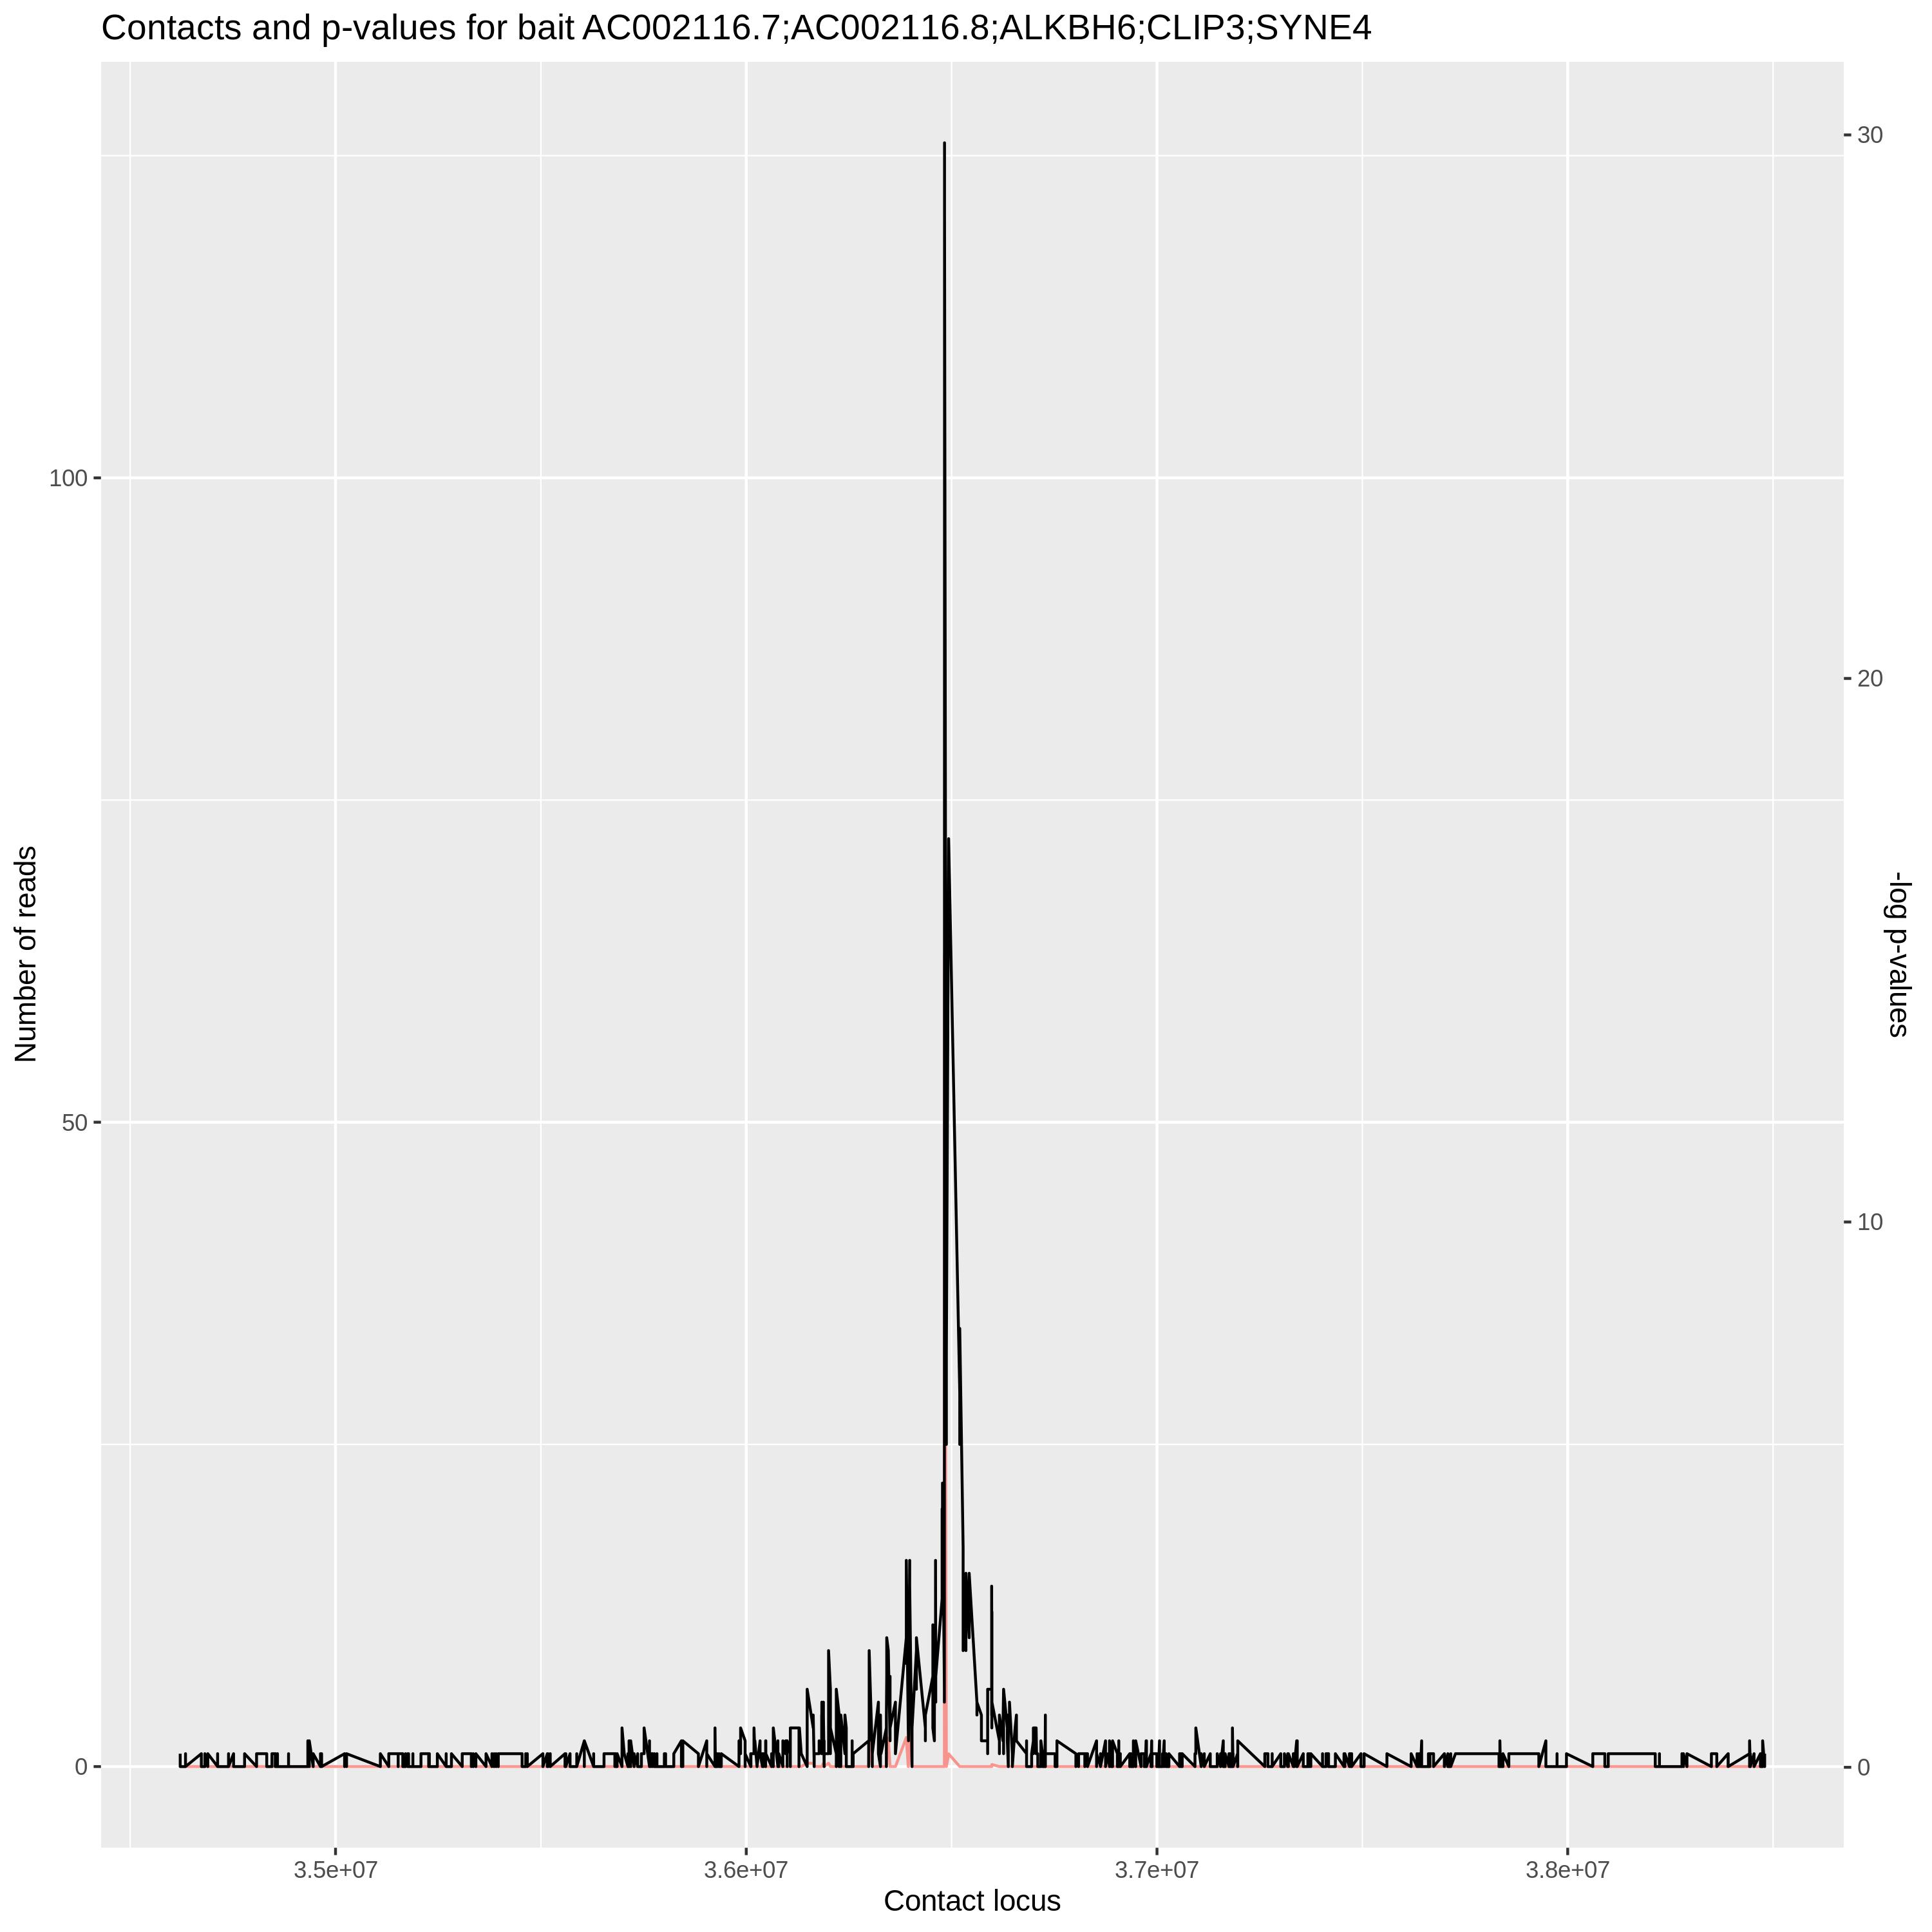 Contacts and p-values for bait AC002116.7;AC002116.8;ALKBH6;CLIP3;SYNE4
30
100
20
Number of reads
-log p-values
50
10
0
0
3.5e+07
3.6e+07
3.7e+07
3.8e+07
Contact locus